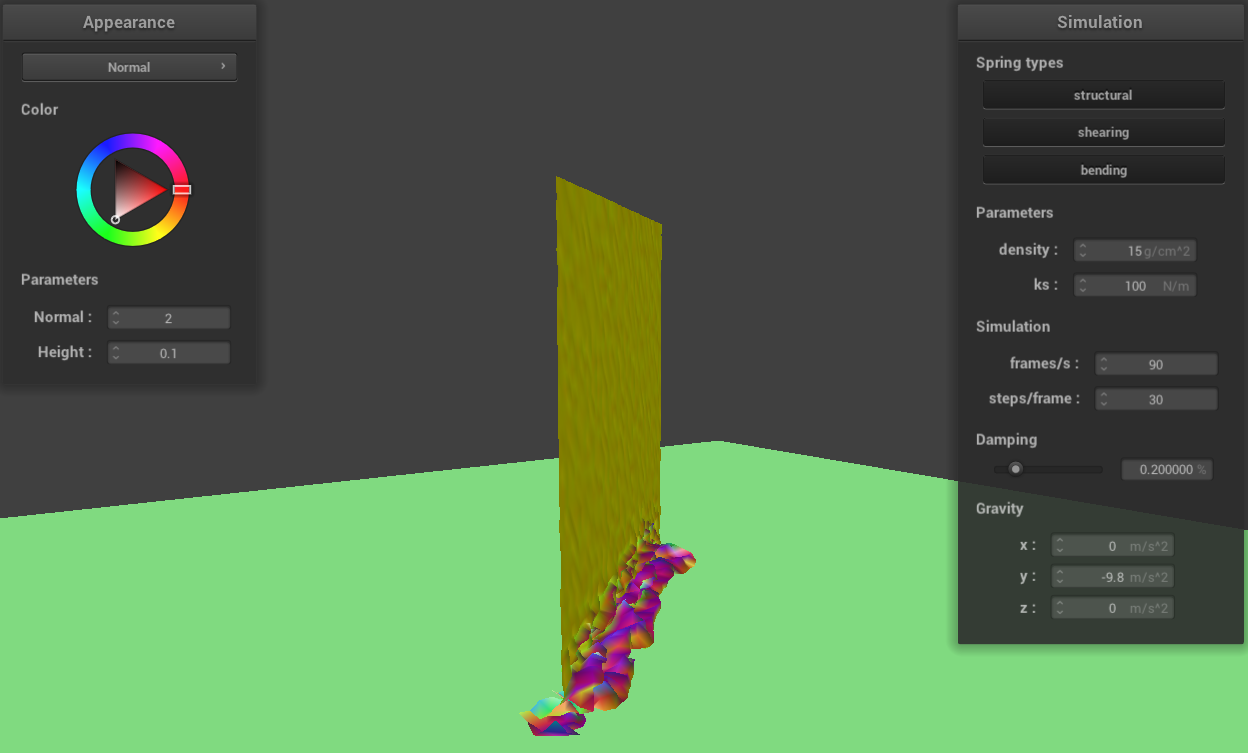 Appearance
Normal
Color
Parameters
Normal : 2
Height : 0.1
Simulation
Spring types
structural
shearing
bending
Parameters
density : 15 g/cm^2
ks : 100 N/m
Simulation
frames/s : 90
steps/frame : 30
Damping
0.200000 %
Gravity
x : 0 m/s^2
y : -9.8 m/s^2
z : 0 m/s^2